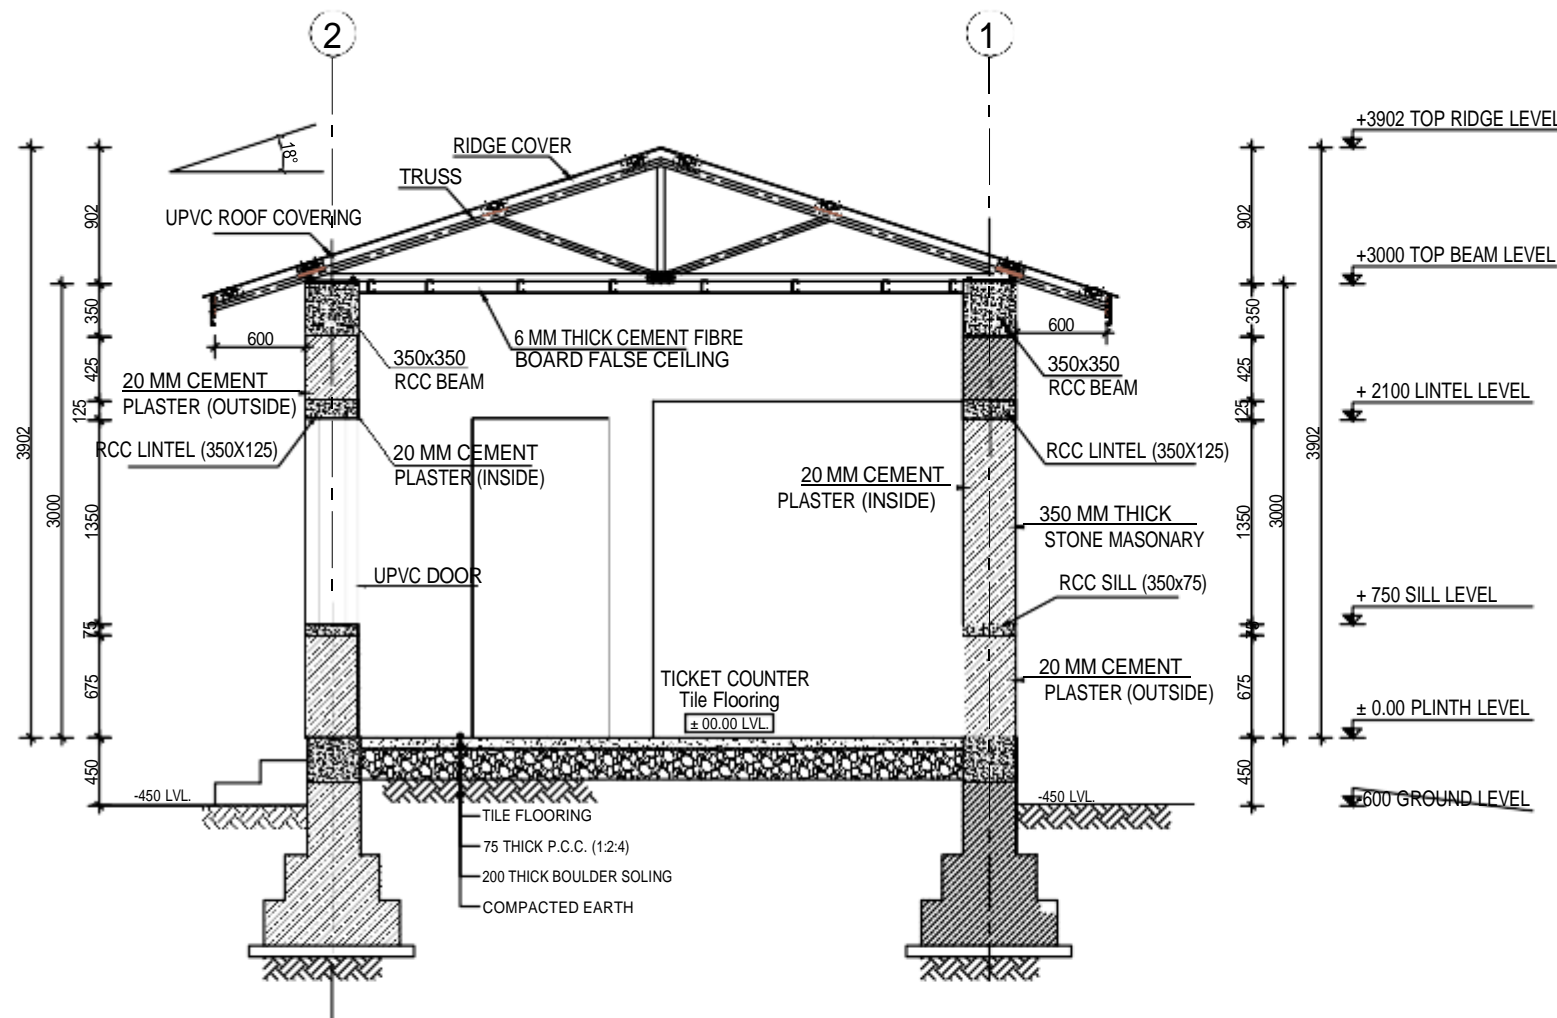 2
1
+3902 TOP RIDGE LEVEL
18°
RIDGE COVER
TRUSS
902
UPVC ROOF COVERING
902
+3000 TOP BEAM LEVEL
350
600
6 MM THICK CEMENT FIBRE
BOARD FALSE CEILING
600
350
350x350
RCC BEAM
350x350
RCC BEAM
425
20 MM CEMENT
PLASTER (OUTSIDE)
425
+ 2100 LINTEL LEVEL
125
125
RCC LINTEL (350X125)
20 MM CEMENT
PLASTER (INSIDE)
RCC LINTEL (350X125)
3902
3902
20 MM CEMENT
PLASTER (INSIDE)
3000
1350
350 MM THICK
STONE MASONARY
1350
3000
UPVC DOOR
RCC SILL (350x75)
+ 750 SILL LEVEL
75
75
675
TICKET COUNTER
Tile Flooring
± 00.00 LVL.
20 MM CEMENT
PLASTER (OUTSIDE)
675
± 0.00 PLINTH LEVEL
450
450
-450 LVL.
-450 LVL.
-600 GROUND LEVEL
TILE FLOORING
75 THICK P.C.C. (1:2:4)
200 THICK BOULDER SOLING
COMPACTED EARTH